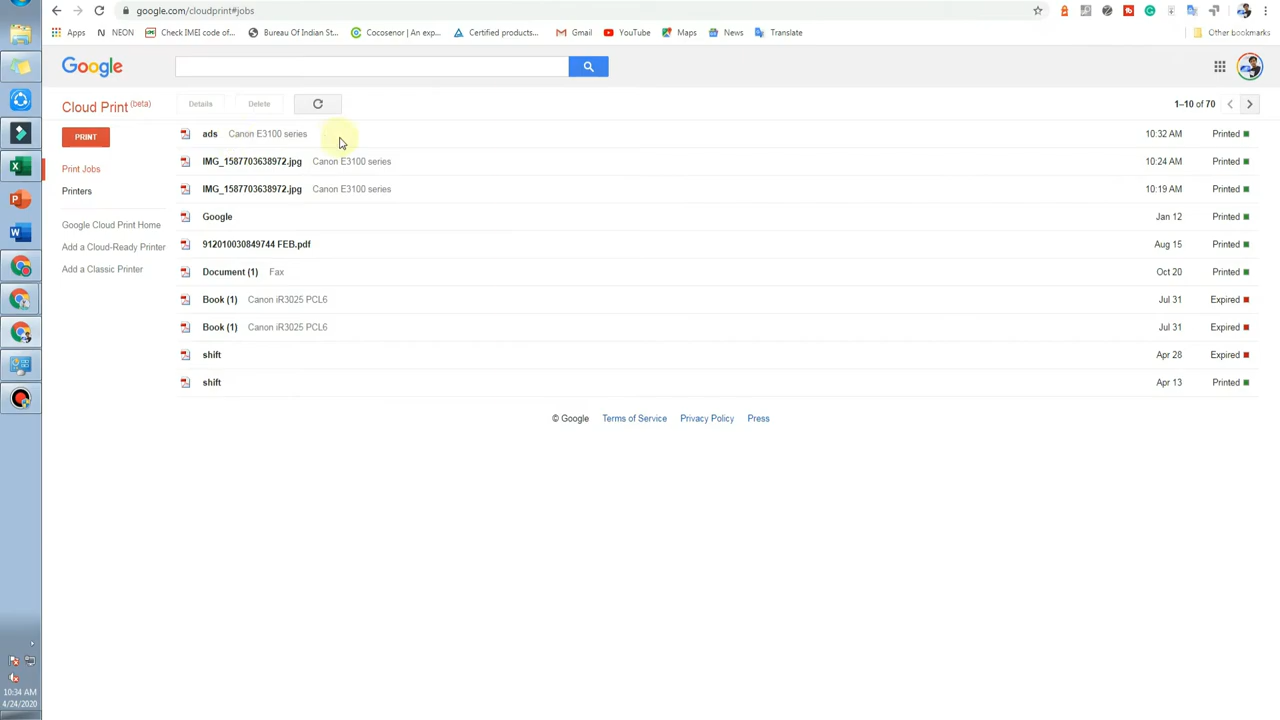 google.com/cloudprint#jobs
Apps NEON Check IMEI code of... Bureau Of Indian St... Cocosenor | An exp... Certified products... Gmail YouTube Maps News Translate Other bookmarks
Google
Cloud Print (beta) Details Delete 1–10 of 70
PRINT
Print Jobs
Printers
Google Cloud Print Home
Add a Cloud-Ready Printer
Add a Classic Printer
ads Canon E3100 series 10:32 AM Printed
IMG_1587703638972.jpg Canon E3100 series 10:24 AM Printed
IMG_1587703638972.jpg Canon E3100 series 10:19 AM Printed
Google Jan 12 Printed
912010030849744 FEB.pdf Aug 15 Printed
Document (1) Fax Oct 20 Printed
Book (1) Canon iR3025 PCL6 Jul 31 Expired
Book (1) Canon iR3025 PCL6 Jul 31 Expired
shift Apr 28 Expired
shift Apr 13 Printed
© Google Terms of Service Privacy Policy Press
10:34 AM
4/24/2020